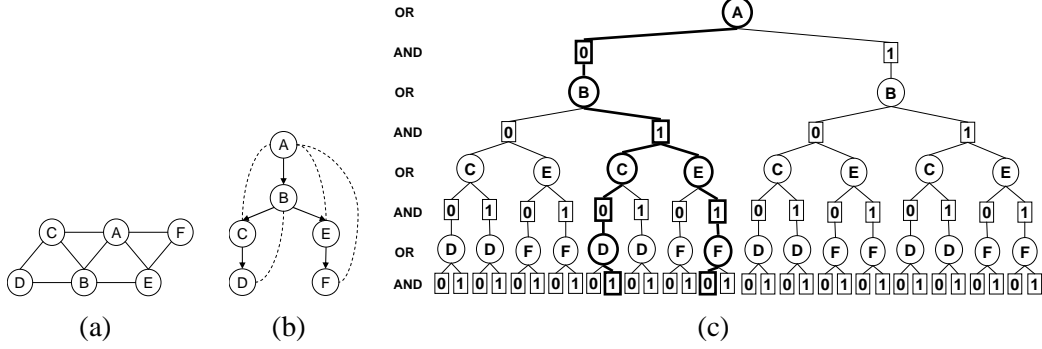 OR A
AND 0 1
OR B B
AND 0 1 0 1
OR C E C E C E C E
AND 0 1 0 1 0 1 0 1 0 1 0 1 0 1 0 1
OR D D F F D D F F D D F F D D F F
AND 0 1 0 1 0 1 0 1 0 1 0 1 0 1 0 1 0 1 0 1 0 1 0 1 0 1 0 1 0 1 0 1
A
B
C E
D F
C A F
D B E
(a) (b) (c)